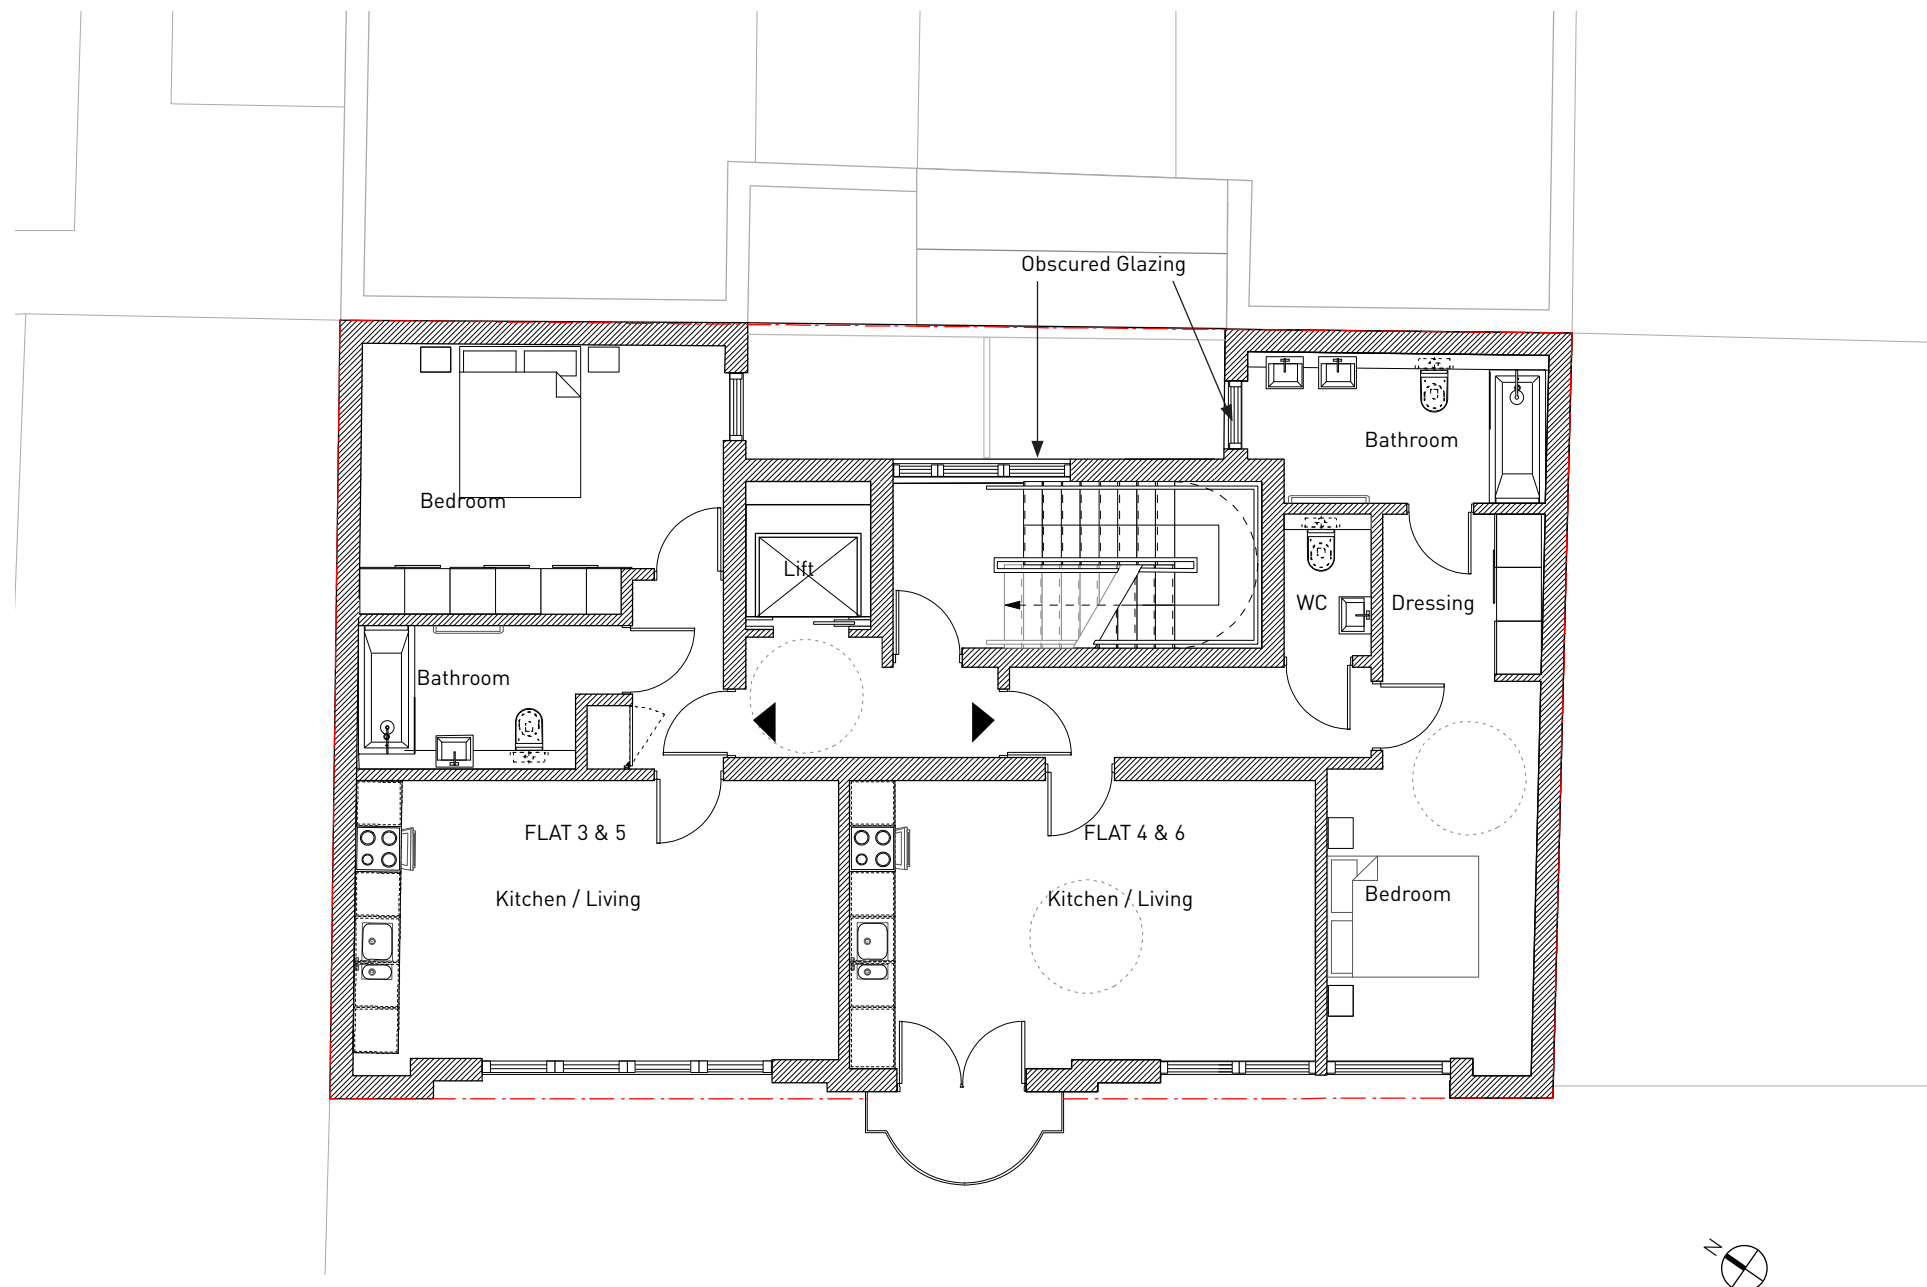 Obscured Glazing
Bathroom
Bedroom
Lift
WC
Dressing
Bathroom
FLAT 3 & 5
FLAT 4 & 6
Kitchen / Living
Kitchen / Living
Bedroom
N